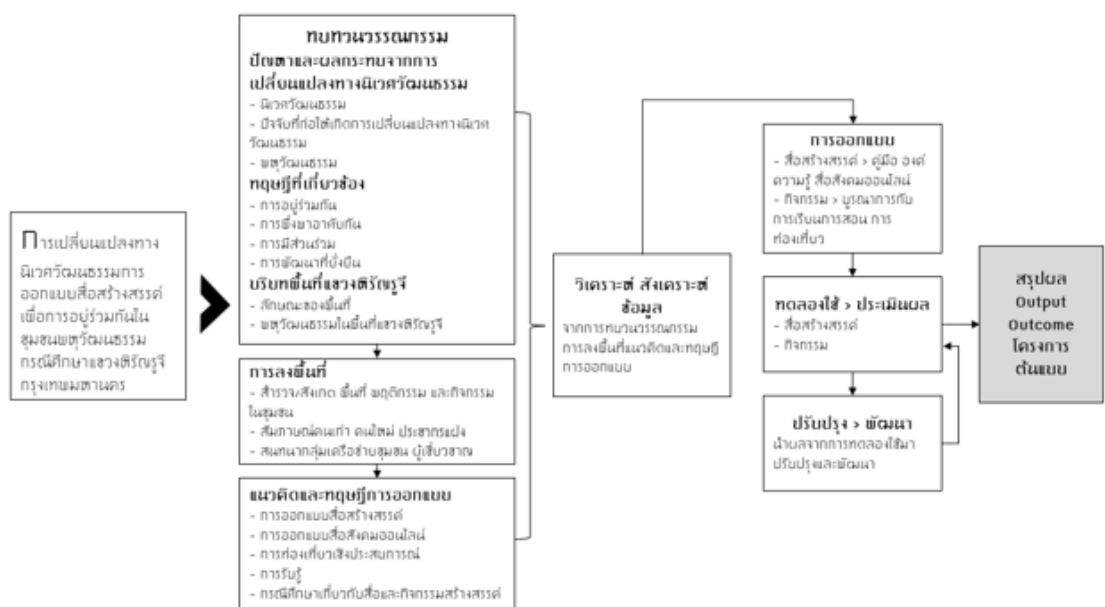 การเปลี่ยนแปลงทาง
นิเวศวัฒนธรรมการ
ออกแบบสื่อสร้างสรรค์
เพื่อการอยู่ร่วมกันใน
ชุมชนพหุวัฒนธรรม
กรณีศึกษาแขวงหิรัญรูจี
กรุงเทพมหานคร
ทบทวนวรรณกรรม
ปัญหาและผลกระทบจากการ
เปลี่ยนแปลงทางนิเวศวัฒนธรรม
- นิเวศวัฒนธรรม
- ปัจจัยที่ก่อให้เกิดการเปลี่ยนแปลงทางนิเวศ
วัฒนธรรม
- พหุวัฒนธรรม
ทฤษฎีที่เกี่ยวข้อง
- การอยู่ร่วมกัน
- การพึ่งพาอาศัยกัน
- การมีส่วนร่วม
- การพัฒนาที่ยั่งยืน
บริบทพื้นที่แขวงหิรัญรูจี
- ลักษณะของพื้นที่
- พหุวัฒนธรรมในพื้นที่แขวงหิรัญรูจี
การลงพื้นที่
- สำรวจ/สังเกต พื้นที่ พฤติกรรม และกิจกรรม
ในชุมชน
- สัมภาษณ์คนเก่า คนใหม่ ประชากรแฝง
- สนทนากลุ่มเครือข่ายชุมชน ผู้เชี่ยวชาญ
แนวคิดและทฤษฎีการออกแบบ
- การออกแบบสื่อสร้างสรรค์
- การออกแบบสื่อสังคมออนไลน์
- การท่องเที่ยวเชิงประสบการณ์
- การรับรู้
- กรณีศึกษาเกี่ยวกับสื่อและกิจกรรมสร้างสรรค์
วิเคราะห์ สังเคราะห์
ข้อมูล
จากการทบวนวรรณกรรม
การลงพื้นที่แนวคิดและทฤษฎี
การออกแบบ
การออกแบบ
- สื่อสร้างสรรค์ > คู่มือ องค์
ความรู้ สื่อสังคมออนไลน์
- กิจกรรม > บูรณาการกับ
การเรียนการสอน การ
ท่องเที่ยว
ทดลองใช้ > ประเมินผล
- สื่อสร้างสรรค์
- กิจกรรม
ปรับปรุง > พัฒนา
นำผลจากการทดลองใช้มา
ปรับปรุงและพัฒนา
สรุปผล
Output
Outcome
โครงการ
ต้นแบบ